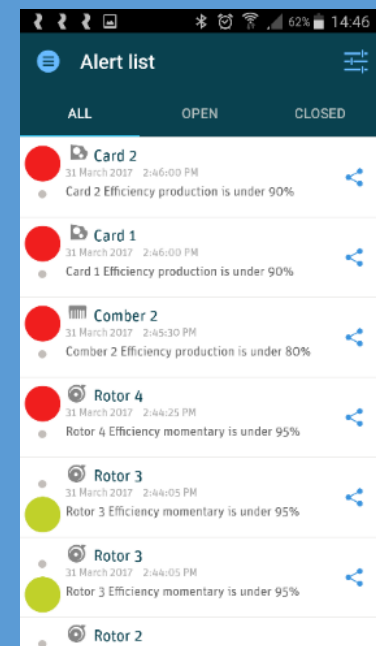 62% 14:46
Alert list
ALL OPEN CLOSED
Card 2
31 March 2017 2:46:00 PM
Card 2 Efficiency production is under 90%
Card 1
31 March 2017 2:46:00 PM
Card 1 Efficiency production is under 90%
Comber 2
31 March 2017 2:45:30 PM
Comber 2 Efficiency production is under 80%
Rotor 4
31 March 2017 2:44:25 PM
Rotor 4 Efficiency momentary is under 95%
Rotor 3
31 March 2017 2:44:05 PM
Rotor 3 Efficiency momentary is under 95%
Rotor 3
31 March 2017 2:44:05 PM
Rotor 3 Efficiency momentary is under 95%
Rotor 2